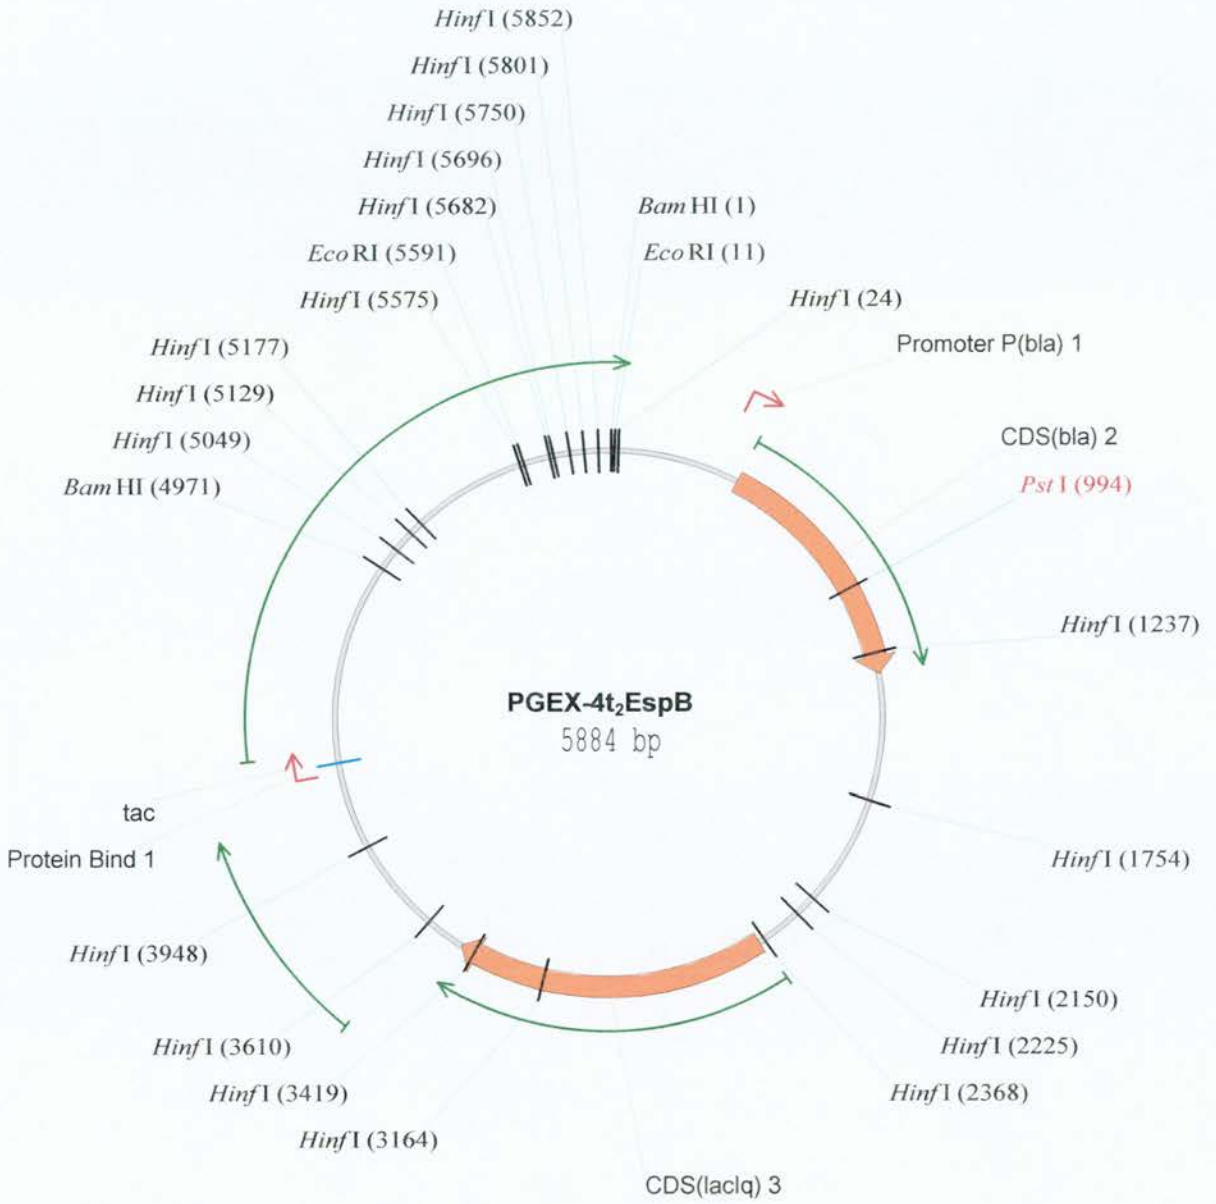 HinfI (5852)
HinfI (5801)
HinfI (5750)
HinfI (5696)
HinfI (5682)
EcoRI (5591)
HinfI (5575)
HinfI (5177)
HinfI (5129)
HinfI (5049)
BamHI (4971)
BamHI (1)
EcoRI (11)
HinfI (24)
Promoter P(bla) 1
CDS(bla) 2
PstI (994)
HinfI (1237)
PGEX-4t₂EspB
5884 bp
HinfI (1754)
HinfI (2150)
HinfI (2225)
HinfI (2368)
CDS(lacIq) 3
HinfI (3164)
HinfI (3419)
HinfI (3610)
HinfI (3948)
Protein Bind 1
tac